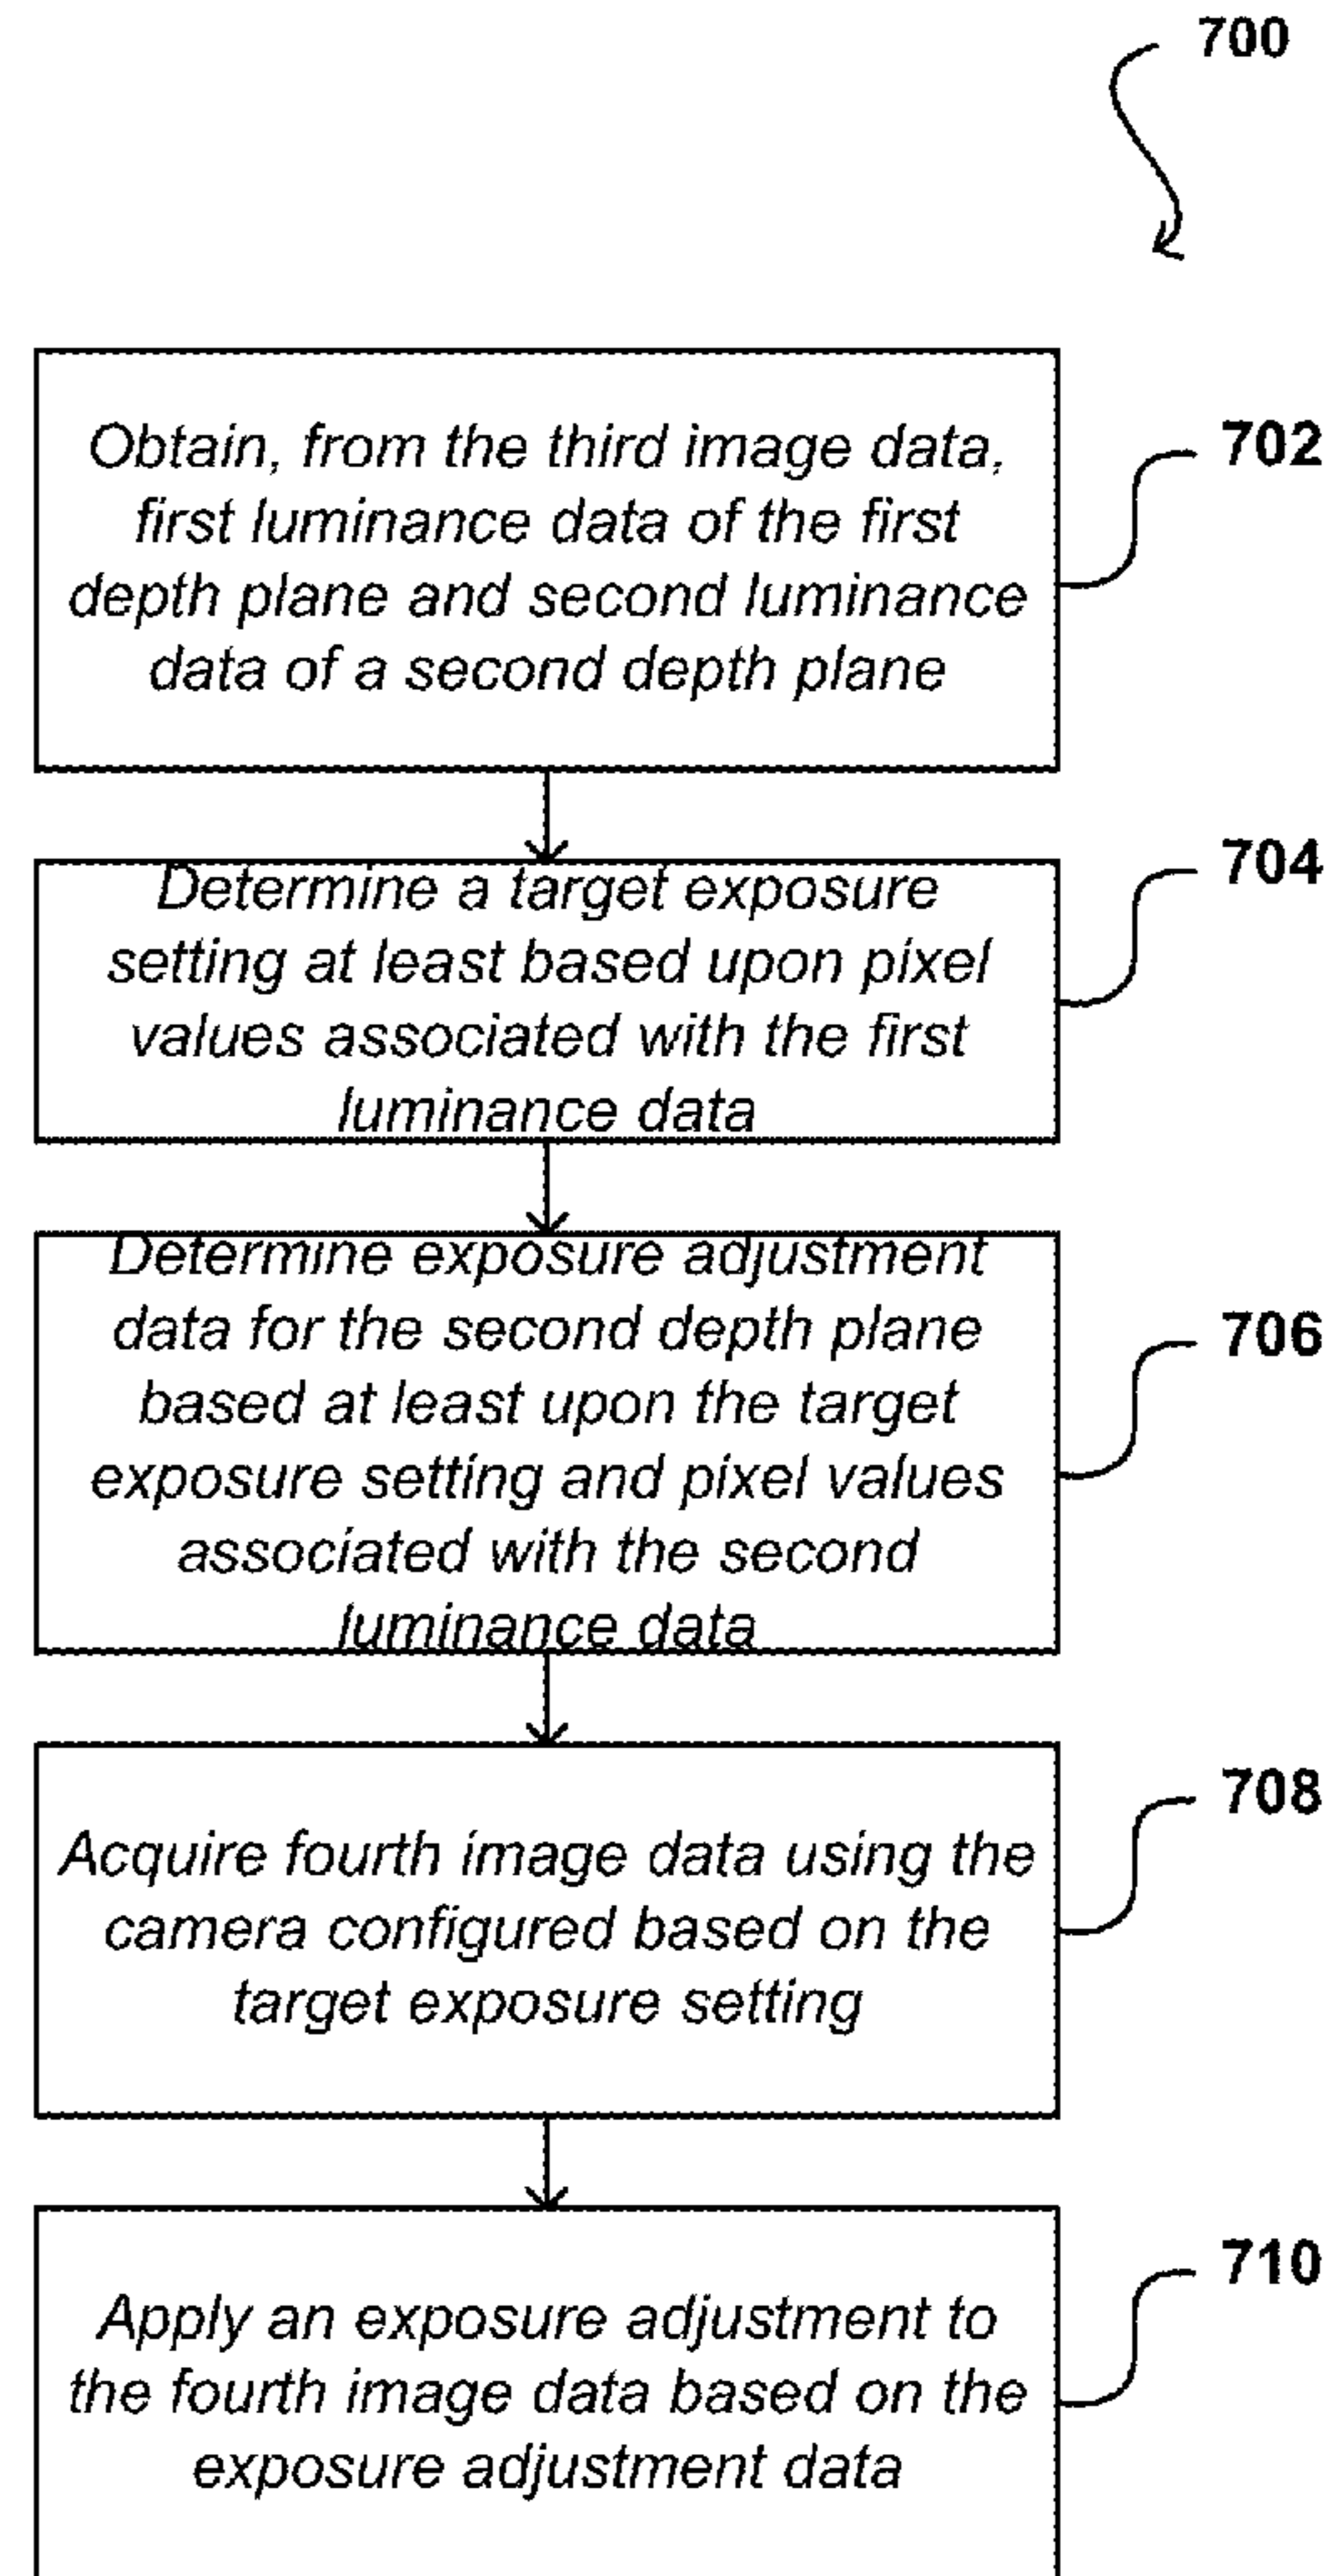 700
Obtain, from the third image data,
first luminance data of the first
depth plane and second luminance
data of a second depth plane
702
Determine a target exposure
setting at least based upon pixel
values associated with the first
luminance data
704
Determine exposure adjustment
data for the second depth plane
based at least upon the target
exposure setting and pixel values
associated with the second
luminance data
706
Acquire fourth image data using the
camera configured based on the
target exposure setting
708
Apply an exposure adjustment to
the fourth image data based on the
exposure adjustment data
710